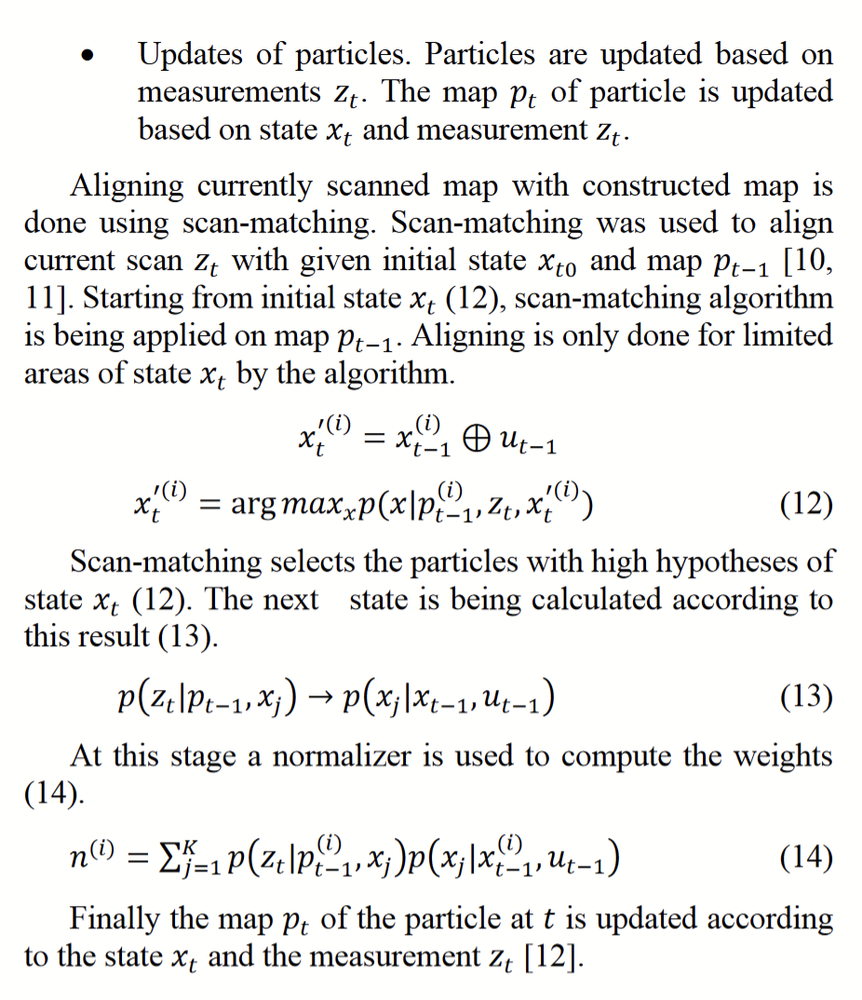 • Updates of particles. Particles are updated based on
measurements z_t. The map p_t of particle is updated
based on state x_t and measurement z_t.
Aligning currently scanned map with constructed map is
done using scan-matching. Scan-matching was used to align
current scan z_t with given initial state x_{t0} and map p_{t−1} [10,
11]. Starting from initial state x_t (12), scan-matching algorithm
is being applied on map p_{t−1}. Aligning is only done for limited
areas of state x_t by the algorithm.
x_t^{′(i)} = x_{t−1}^{(i)} ⊕ u_{t−1}
x_t^{′(i)} = arg max_x p(x|p_{t−1}^{(i)}, z_t, x_t^{′(i)}) (12)
Scan-matching selects the particles with high hypotheses of
state x_t (12). The next state is being calculated according to
this result (13).
p(z_t|p_{t−1}, x_j) → p(x_j|x_{t−1}, u_{t−1}) (13)
At this stage a normalizer is used to compute the weights
(14).
n^{(i)} = ∑_{j=1}^{K} p(z_t|p_{t−1}^{(i)}, x_j)p(x_j|x_{t−1}^{(i)}, u_{t−1}) (14)
Finally the map p_t of the particle at t is updated according
to the state x_t and the measurement z_t [12].